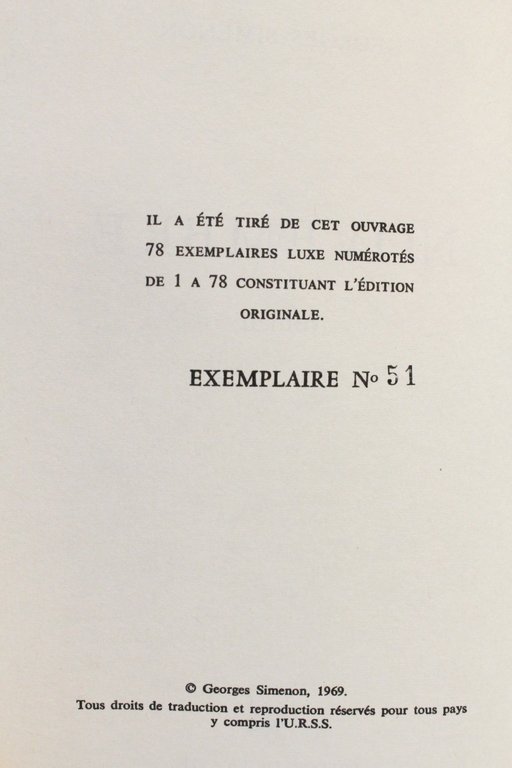 IL A ÉTÉ TIRÉ DE CET OUVRAGE
78 EXEMPLAIRES LUXE NUMÉROTÉS
DE 1 A 78 CONSTITUANT L'ÉDITION
ORIGINALE.
EXEMPLAIRE Nº 51
© Georges Simenon, 1969.
Tous droits de traduction et reproduction réservés pour tous pays
y compris l'U.R.S.S.